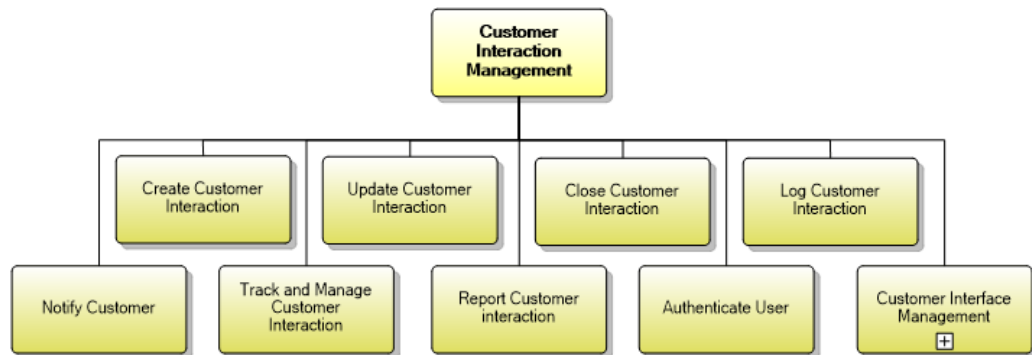 Customer
Interaction
Management
Create Customer
Interaction
Update Customer
Interaction
Close Customer
Interaction
Log Customer
Interaction
Notify Customer
Track and Manage
Customer
Interaction
Report Customer
interaction
Authenticate User
Customer Interface
Management